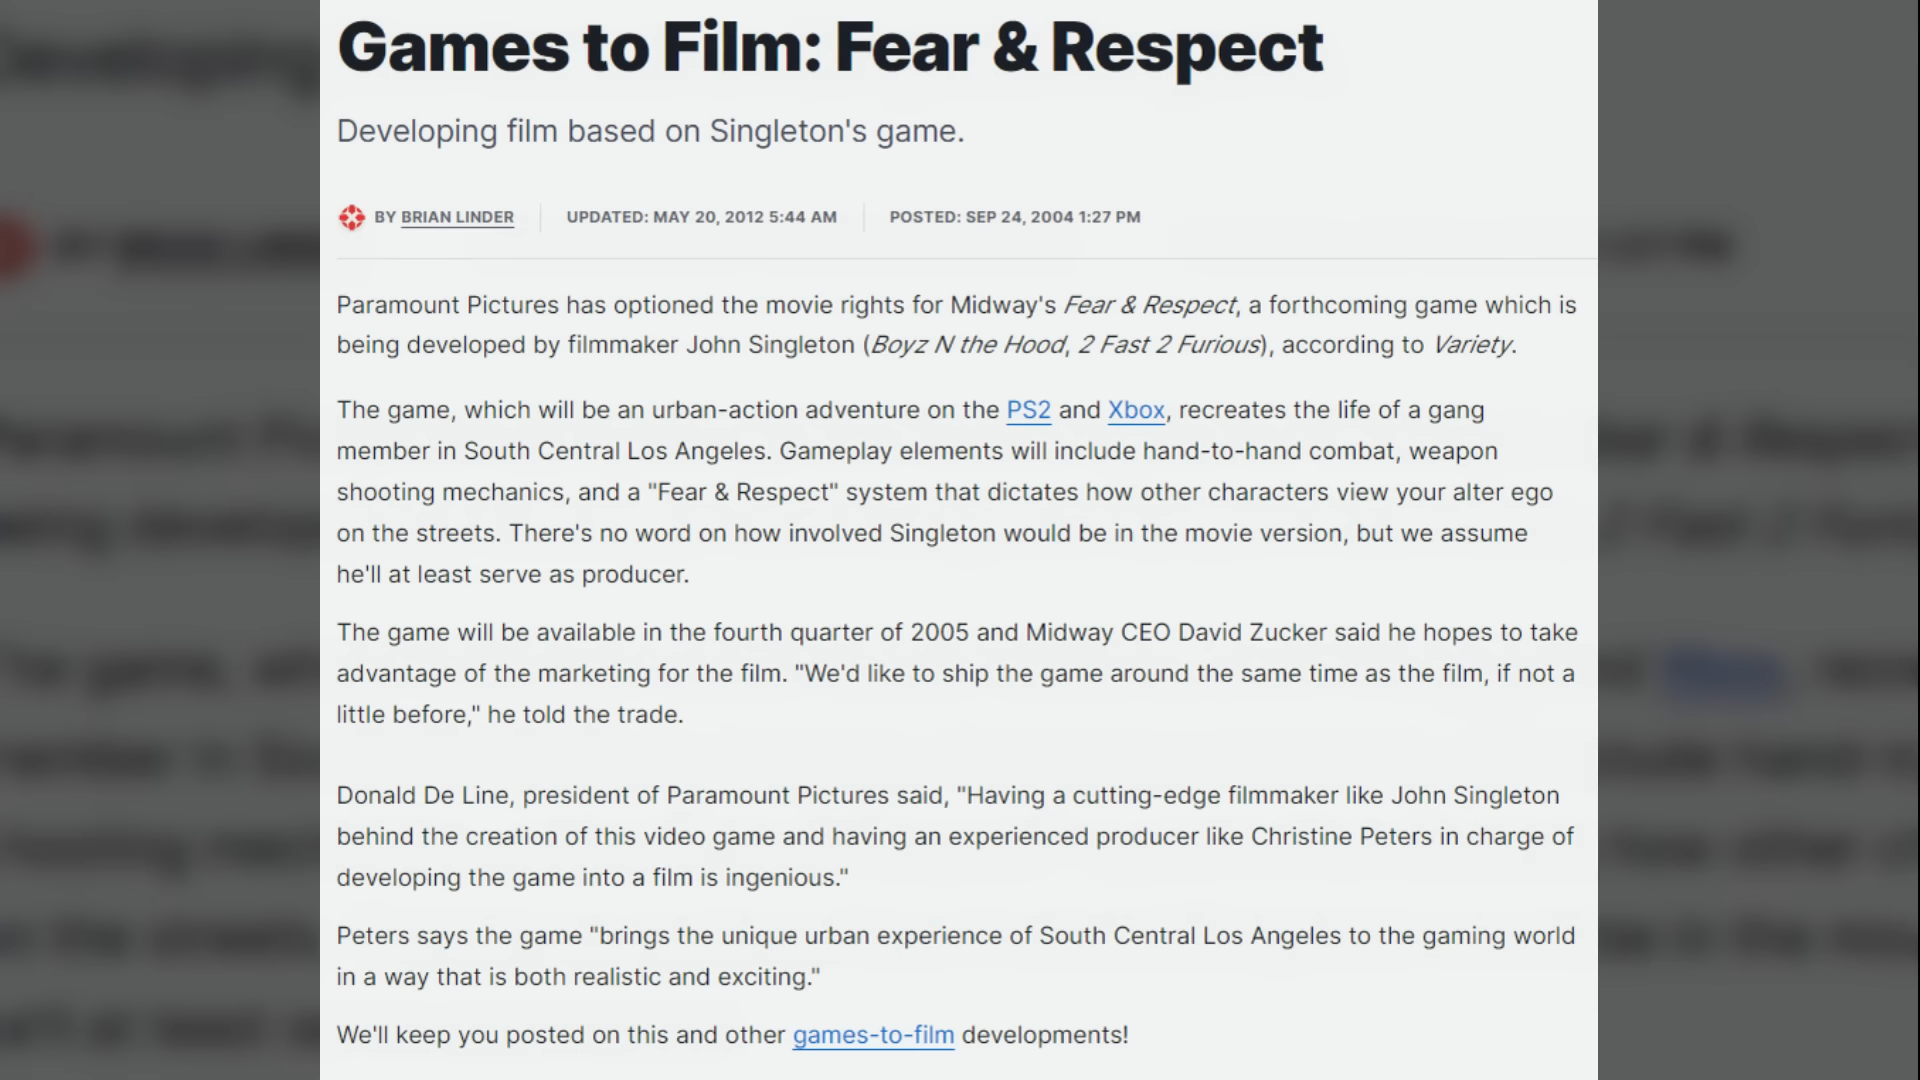 Games to Film: Fear & Respect
Developing film based on Singleton's game.
BY BRIAN LINDER UPDATED: MAY 20, 2012 5:44 AM POSTED: SEP 24, 2004 1:27 PM
Paramount Pictures has optioned the movie rights for Midway's Fear & Respect, a forthcoming game which is
being developed by filmmaker John Singleton (Boyz N the Hood, 2 Fast 2 Furious), according to Variety.
The game, which will be an urban-action adventure on the PS2 and Xbox, recreates the life of a gang
member in South Central Los Angeles. Gameplay elements will include hand-to-hand combat, weapon
shooting mechanics, and a "Fear & Respect" system that dictates how other characters view your alter ego
on the streets. There's no word on how involved Singleton would be in the movie version, but we assume
he'll at least serve as producer.
The game will be available in the fourth quarter of 2005 and Midway CEO David Zucker said he hopes to take
advantage of the marketing for the film. "We'd like to ship the game around the same time as the film, if not a
little before," he told the trade.
Donald De Line, president of Paramount Pictures said, "Having a cutting-edge filmmaker like John Singleton
behind the creation of this video game and having an experienced producer like Christine Peters in charge of
developing the game into a film is ingenious."
Peters says the game "brings the unique urban experience of South Central Los Angeles to the gaming world
in a way that is both realistic and exciting."
We'll keep you posted on this and other games-to-film developments!